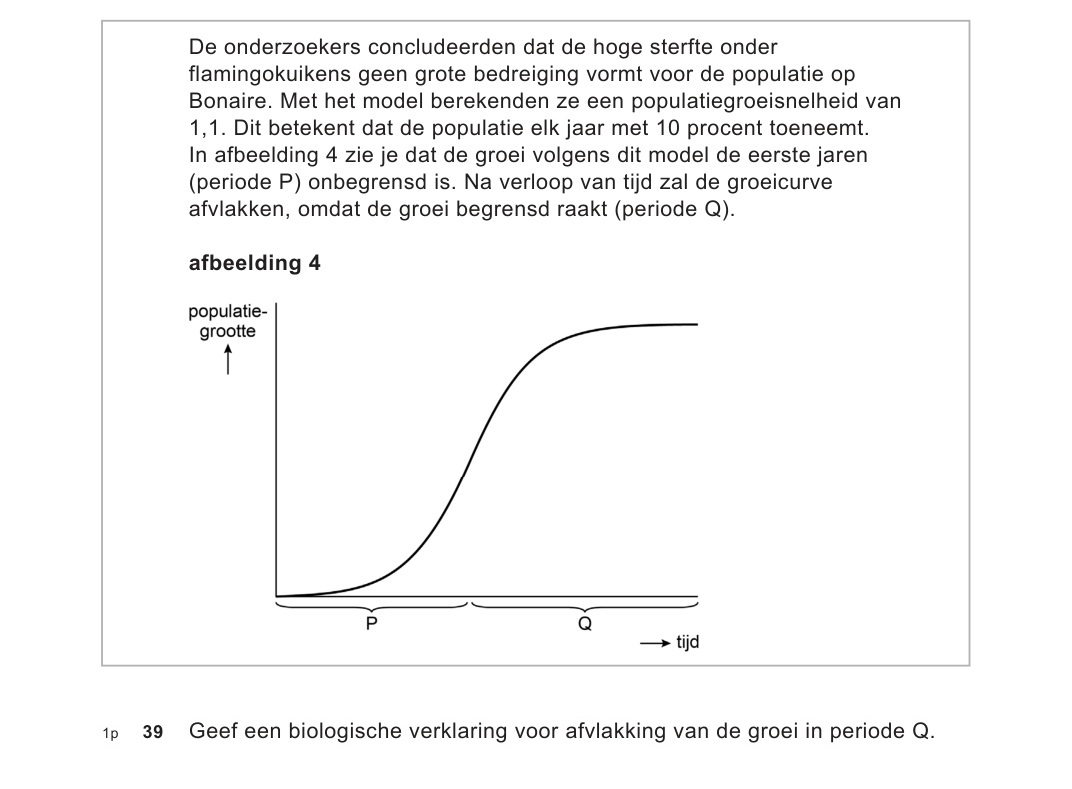 De onderzoekers concludeerden dat de hoge sterfte onder
flamingokuikens geen grote bedreiging vormt voor de populatie op
Bonaire. Met het model berekenden ze een populatiegroeisnelheid van
1,1. Dit betekent dat de populatie elk jaar met 10 procent toeneemt.
In afbeelding 4 zie je dat de groei volgens dit model de eerste jaren
(periode P) onbegrensd is. Na verloop van tijd zal de groeicurve
afvlakken, omdat de groei begrensd raakt (periode Q).
afbeelding 4
populatie-
grootte
P
Q
tijd
1p 39 Geef een biologische verklaring voor afvlakking van de groei in periode Q.